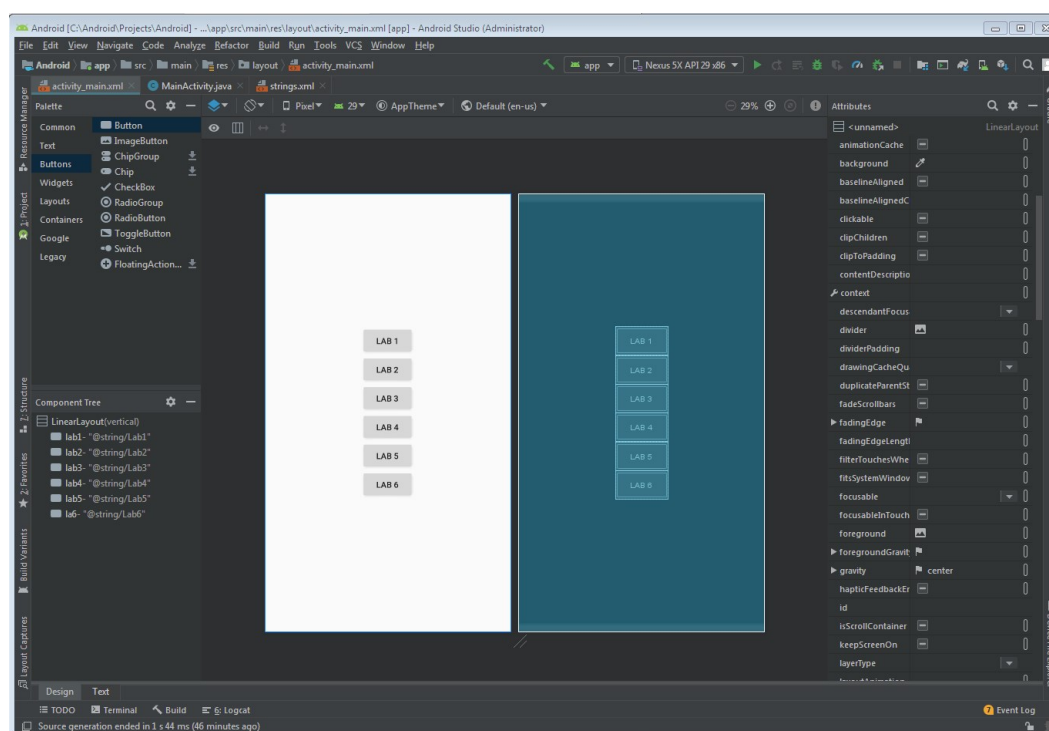 Android [C:\Android\Projects\Android] - ...\app\src\main\res\layout\activity_main.xml [app] - Android Studio (Administrator)
File Edit View Navigate Code Analyze Refactor Build Run Tools VCS Window Help
Android app src main res layout activity_main.xml app Nexus 5X API 29 x86
activity_main.xml MainActivity.java strings.xml
Resource Manager
1: Project
Z: Structure
2: Favorites
Build Variants
Layout Captures
Palette
Common
Text
Buttons
Widgets
Layouts
Containers
Google
Legacy
Button
ImageButton
ChipGroup
Chip
CheckBox
RadioGroup
RadioButton
ToggleButton
Switch
FloatingAction...
Component Tree
LinearLayout(vertical)
lab1- "@string/Lab1"
lab2- "@string/Lab2"
lab3- "@string/Lab3"
lab4- "@string/Lab4"
lab5- "@string/Lab5"
la6- "@string/Lab6"
Pixel 29 AppTheme Default (en-us) 29%
LAB 1
LAB 2
LAB 3
LAB 4
LAB 5
LAB 6
LAB 1
LAB 2
LAB 3
LAB 4
LAB 5
LAB 6
Attributes
<unnamed> LinearLayout
animationCache
background
baselineAligned
baselineAlignedC
clickable
clipChildren
clipToPadding
contentDescriptio
context
descendantFocus
divider
dividerPadding
drawingCacheQu
duplicateParentSt
fadeScrollbars
fadingEdge
fadingEdgeLengtl
filterTouchesWhe
fitsSystemWindov
focusable
focusableInTouch
foreground
foregroundGravit
gravity center
hapticFeedbackEr
id
isScrollContainer
keepScreenOn
layerType
Design Text
TODO Terminal Build 6: Logcat 7 Event Log
Source generation ended in 1 s 44 ms (46 minutes ago)